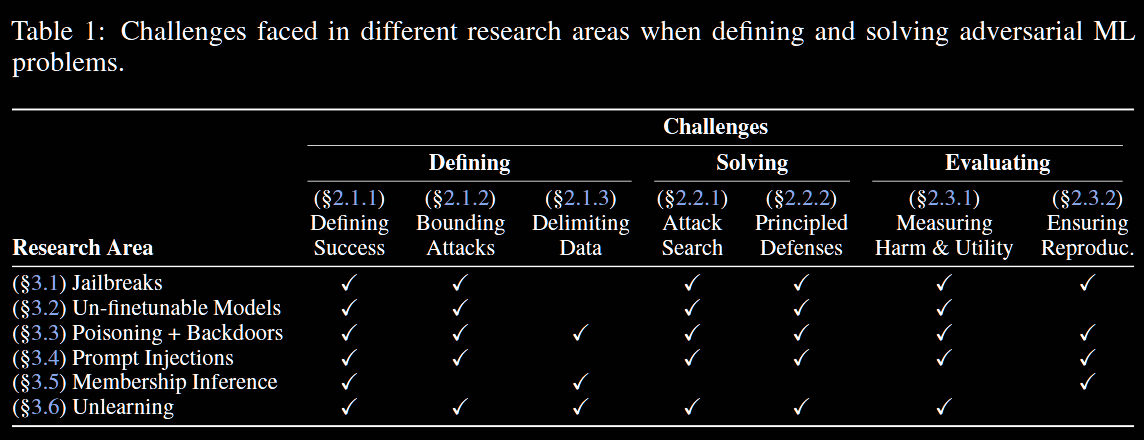 Table 1: Challenges faced in different research areas when defining and solving adversarial ML
problems.
Challenges
Defining Solving Evaluating
(§2.1.1) (§2.1.2) (§2.1.3) (§2.2.1) (§2.2.2) (§2.3.1) (§2.3.2)
Defining Bounding Delimiting Attack Principled Measuring Ensuring
Research Area Success Attacks Data Search Defenses Harm & Utility Reproduc.
(§3.1) Jailbreaks ✓ ✓ ✓ ✓ ✓ ✓
(§3.2) Un-finetunable Models ✓ ✓ ✓ ✓ ✓
(§3.3) Poisoning + Backdoors ✓ ✓ ✓ ✓ ✓ ✓ ✓
(§3.4) Prompt Injections ✓ ✓ ✓ ✓ ✓ ✓
(§3.5) Membership Inference ✓ ✓ ✓
(§3.6) Unlearning ✓ ✓ ✓ ✓ ✓ ✓